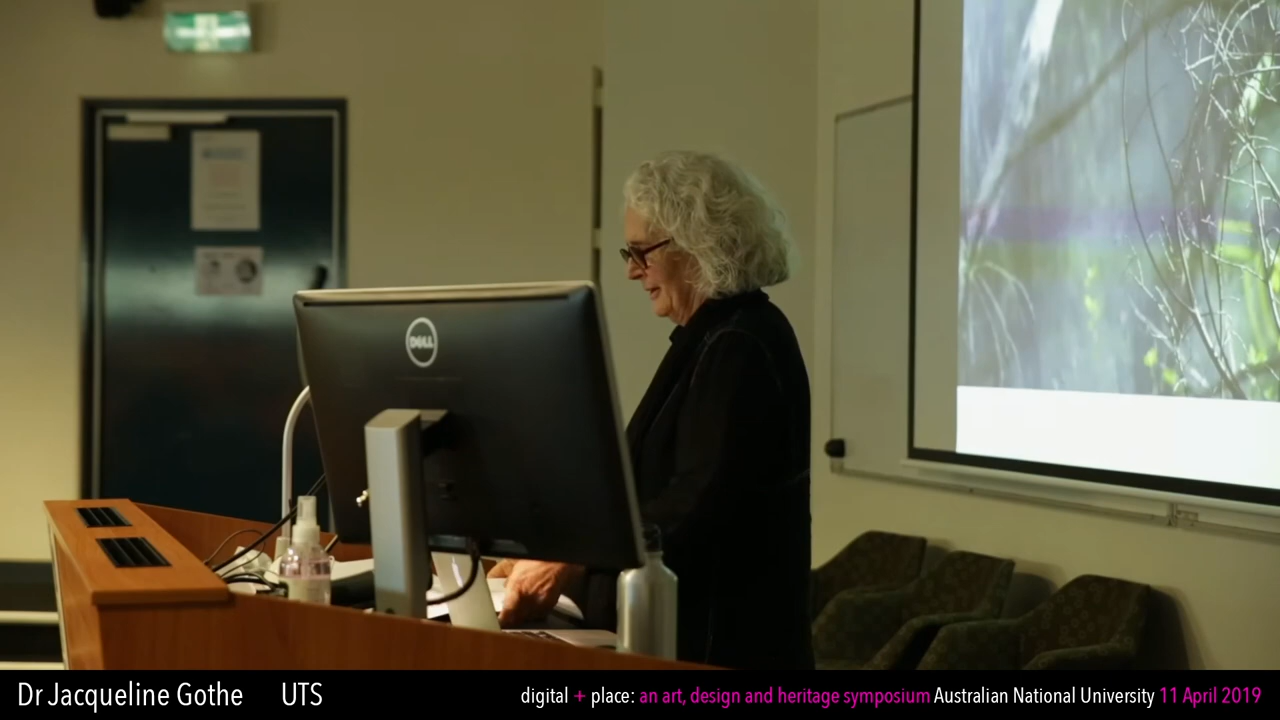 DELL
Dr Jacqueline Gothe UTS digital + place: an art, design and heritage symposium Australian National University 11 April 2019